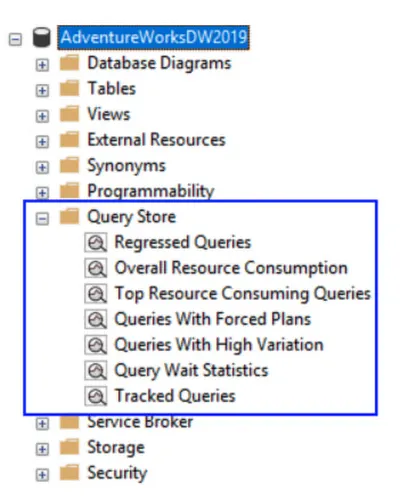 AdventureWorksDW2019
Database Diagrams
Tables
Views
External Resources
Synonyms
Programmability
Query Store
Regressed Queries
Overall Resource Consumption
Top Resource Consuming Queries
Queries With Forced Plans
Queries With High Variation
Query Wait Statistics
Tracked Queries
Service Broker
Storage
Security